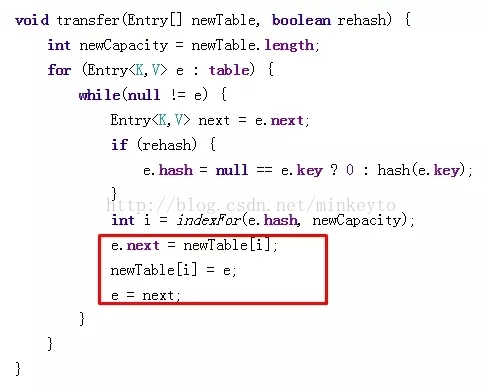 void transfer(Entry[] newTable, boolean rehash) {
int newCapacity = newTable.length;
for (Entry<K,V> e : table) {
while(null != e) {
Entry<K,V> next = e.next;
if (rehash) {
e.hash = null == e.key ? 0 : hash(e.key);
}
http://blog.csdn.net/minkeyto
int i = indexFor(e.hash, newCapacity);
e.next = newTable[i];
newTable[i] = e;
e = next;
}
}
}